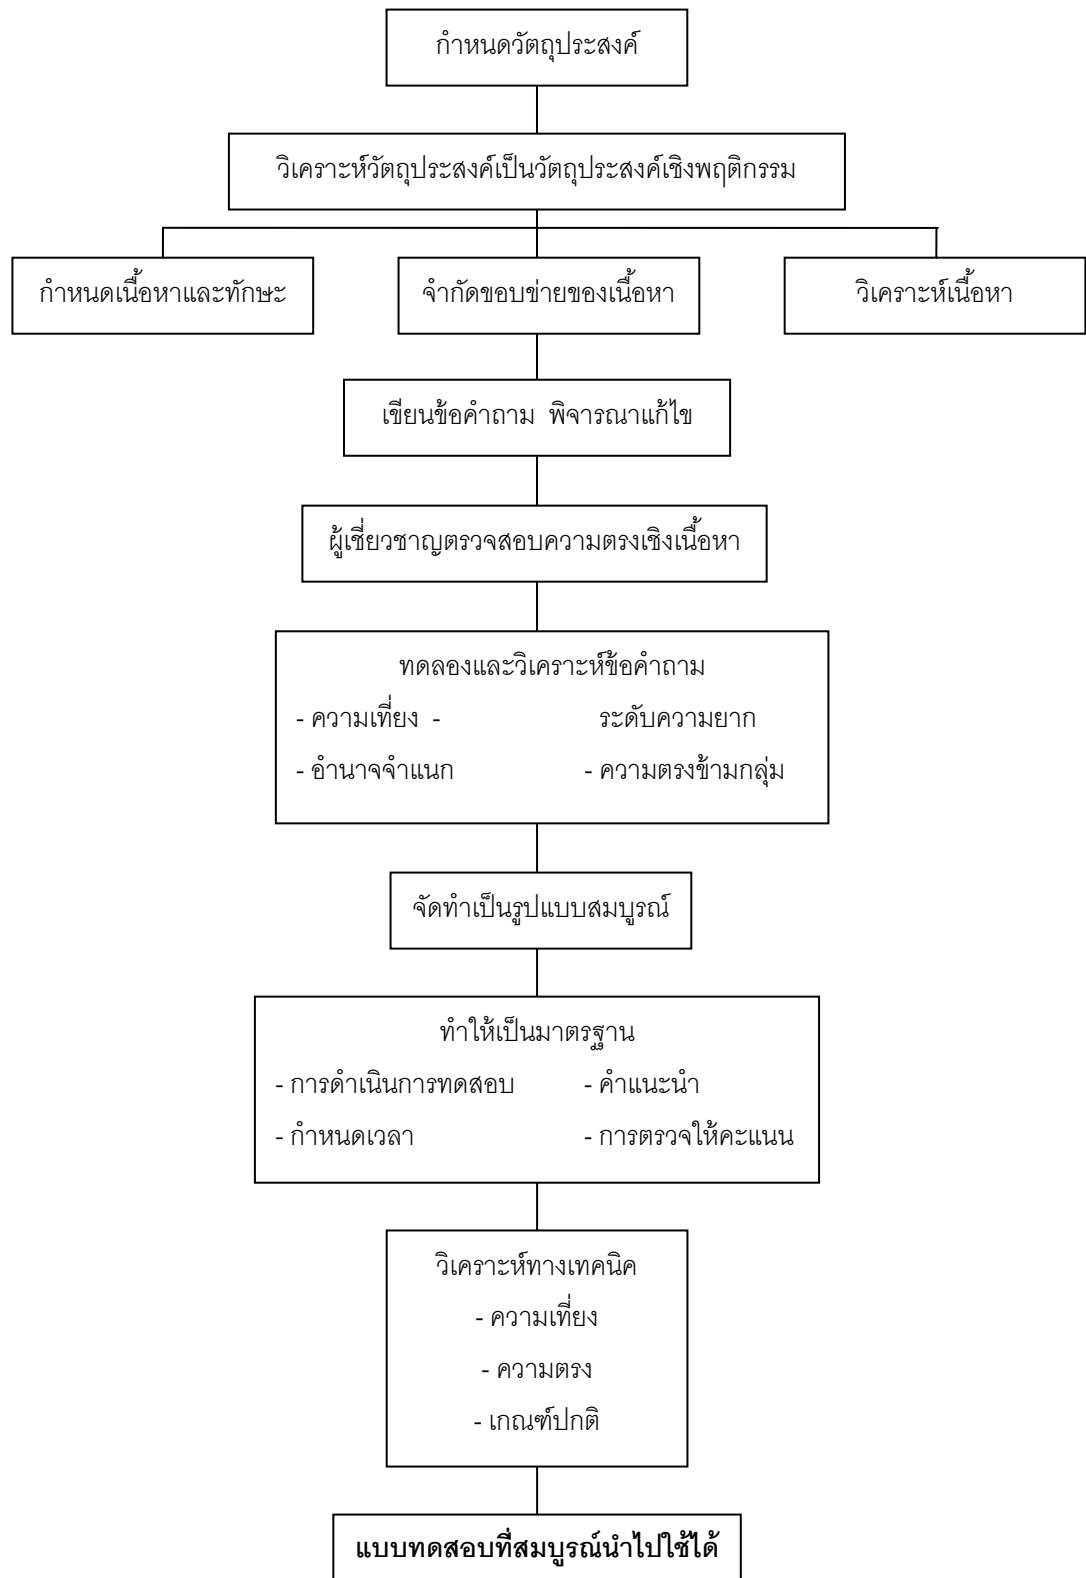 กำหนดวัตถุประสงค์
วิเคราะห์วัตถุประสงค์เป็นวัตถุประสงค์เชิงพฤติกรรม
กำหนดเนื้อหาและทักษะ
จำกัดขอบข่ายของเนื้อหา
วิเคราะห์เนื้อหา
เขียนข้อคำถาม พิจารณาแก้ไข
ผู้เชี่ยวชาญตรวจสอบความตรงเชิงเนื้อหา
ทดลองและวิเคราะห์ข้อคำถาม
- ความเที่ยง - ระดับความยาก
- อำนาจจำแนก - ความตรงข้ามกลุ่ม
จัดทำเป็นรูปแบบสมบูรณ์
ทำให้เป็นมาตรฐาน
- การดำเนินการทดสอบ - คำแนะนำ
- กำหนดเวลา - การตรวจให้คะแนน
วิเคราะห์ทางเทคนิค
- ความเที่ยง
- ความตรง
- เกณฑ์ปกติ
แบบทดสอบที่สมบูรณ์นำไปใช้ได้